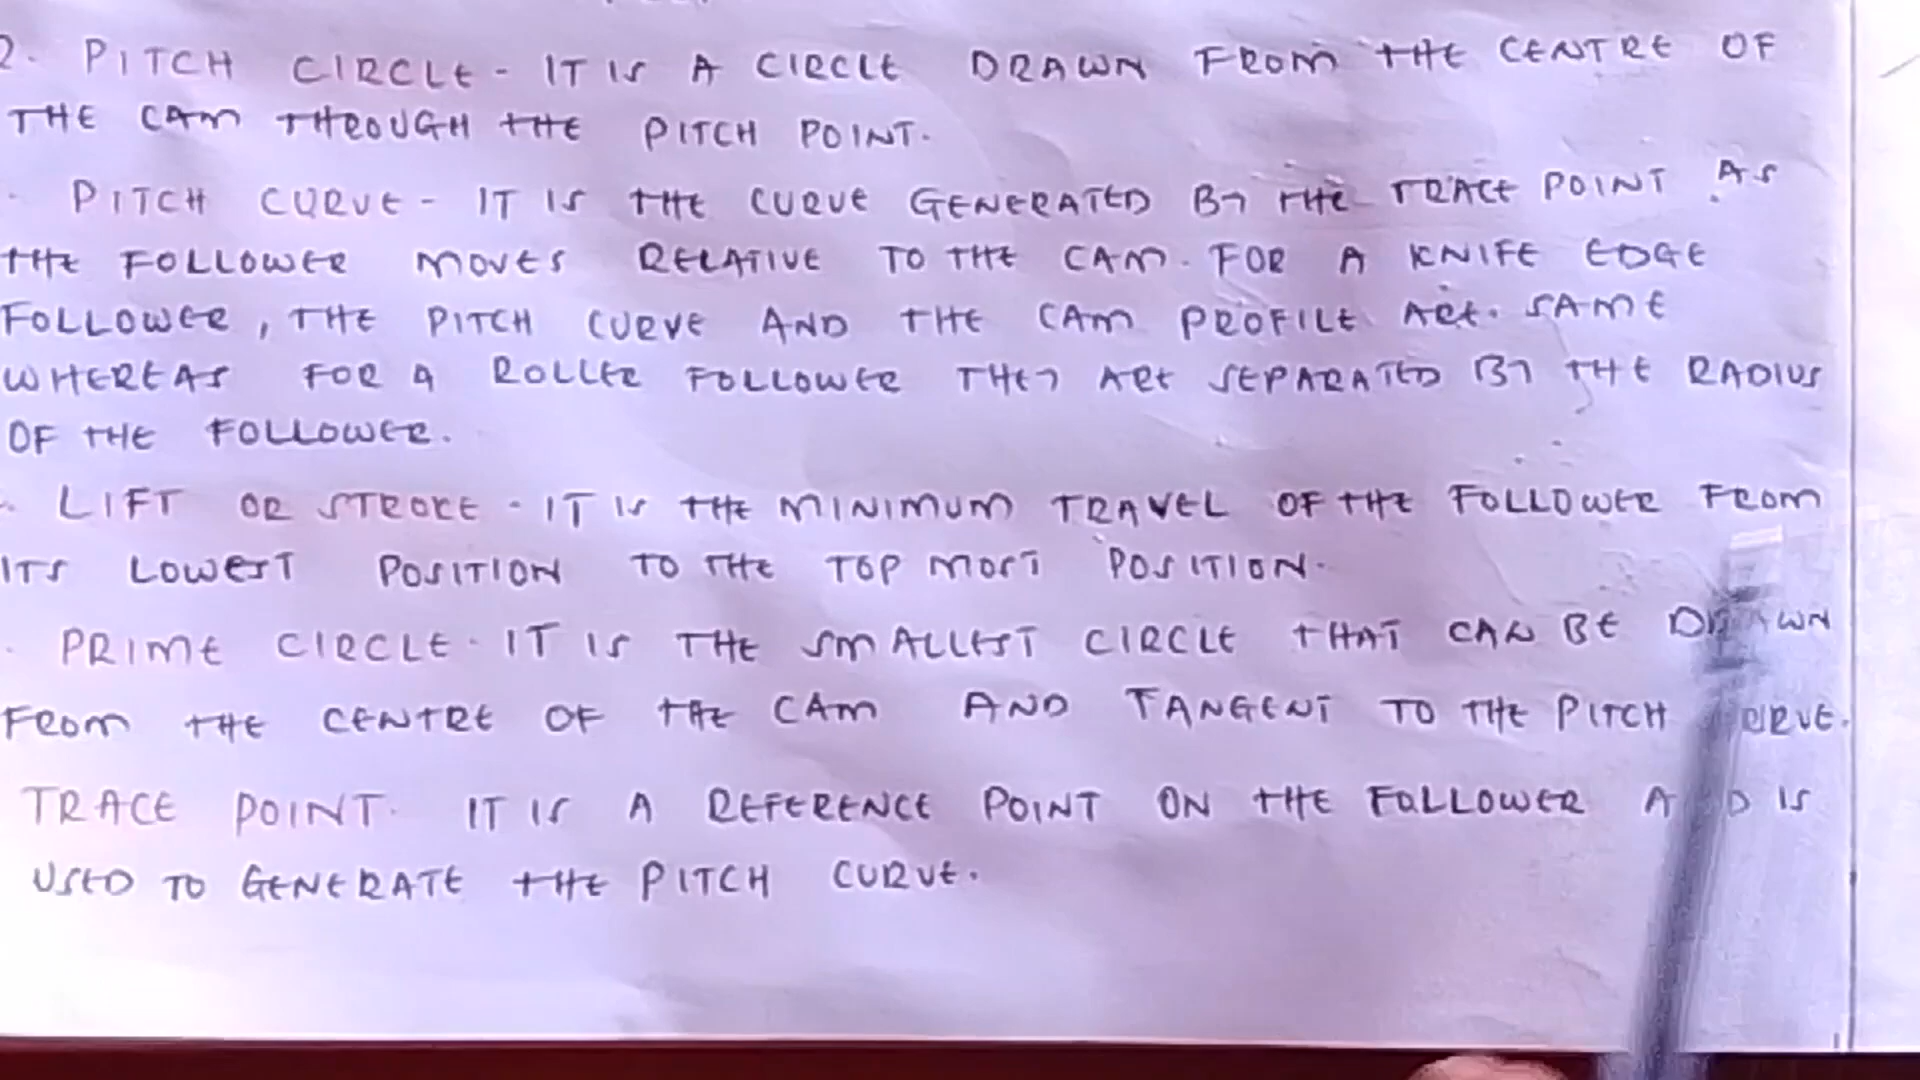 2. PITCH CIRCLE - IT IS A CIRCLE DRAWN FROM THE CENTRE OF
THE CAM THROUGH THE PITCH POINT.
PITCH CURVE - IT IS THE CURVE GENERATED BY THE TRACE POINT AS
THE FOLLOWER MOVES RELATIVE TO THE CAM. FOR A KNIFE EDGE
FOLLOWER, THE PITCH CURVE AND THE CAM PROFILE ARE. SAME
WHEREAS FOR A ROLLER FOLLOWER THEY ARE SEPARATED BY THE RADIUS
OF THE FOLLOWER.
LIFT OR STROKE - IT IS THE MINIMUM TRAVEL OF THE FOLLOWER FROM
ITS LOWEST POSITION TO THE TOP MOST POSITION.
PRIME CIRCLE - IT IS THE SMALLEST CIRCLE THAT CAN BE DRAWN
FROM THE CENTRE OF THE CAM AND TANGENT TO THE PITCH CURVE.
TRACE POINT. IT IS A REFERENCE POINT ON THE FOLLOWER AND IS
USED TO GENERATE THE PITCH CURVE.